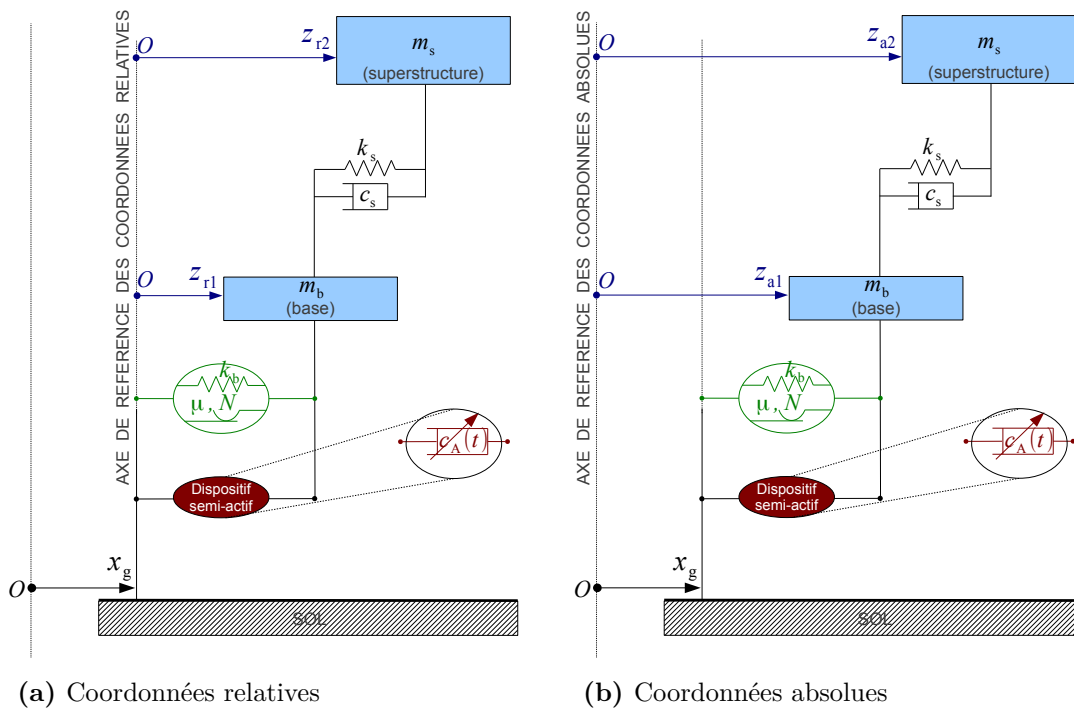 AXE DE REFERENCE DES COORDONNEES RELATIVES
O
z_r2
m_s
(superstructure)
k_s
c_s
O
z_r1
m_b
(base)
k_b
μ, N
c_A(t)
Dispositif
semi-actif
O
x_g
SOL
(a) Coordonnées relatives
AXE DE REFERENCE DES COORDONNEES ABSOLUES
O
z_a2
m_s
(superstructure)
k_s
c_s
O
z_a1
m_b
(base)
k_b
μ, N
c_A(t)
Dispositif
semi-actif
O
x_g
SOL
(b) Coordonnées absolues